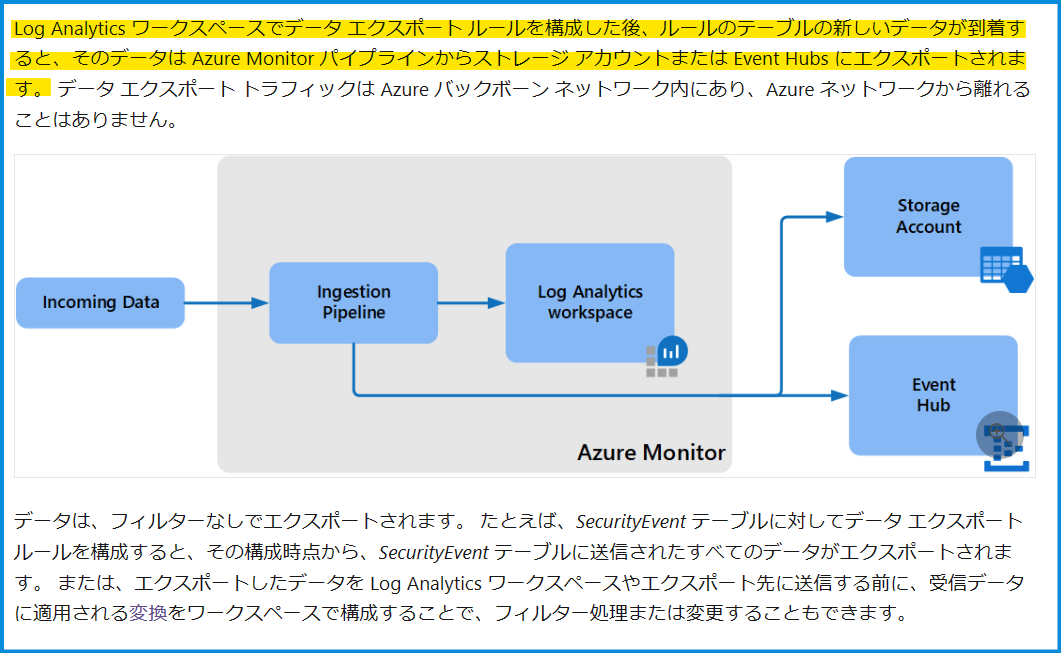 Log Analytics ワークスペースでデータ エクスポート ルールを構成した後、ルールのテーブルの新しいデータが到着す
ると、そのデータは Azure Monitor パイプラインからストレージ アカウントまたは Event Hubs にエクスポートされま
す。 データ エクスポート トラフィックは Azure バックボーン ネットワーク内にあり、Azure ネットワークから離れる
ことはありません。
Storage
Account
Incoming Data
Ingestion
Pipeline
Log Analytics
workspace
Event
Hub
Azure Monitor
データは、フィルターなしでエクスポートされます。 たとえば、SecurityEvent テーブルに対してデータ エクスポート
ルールを構成すると、その構成時点から、SecurityEvent テーブルに送信されたすべてのデータがエクスポートされま
す。 または、エクスポートしたデータを Log Analytics ワークスペースやエクスポート先に送信する前に、受信データ
に適用される変換をワークスペースで構成することで、フィルター処理または変更することもできます。